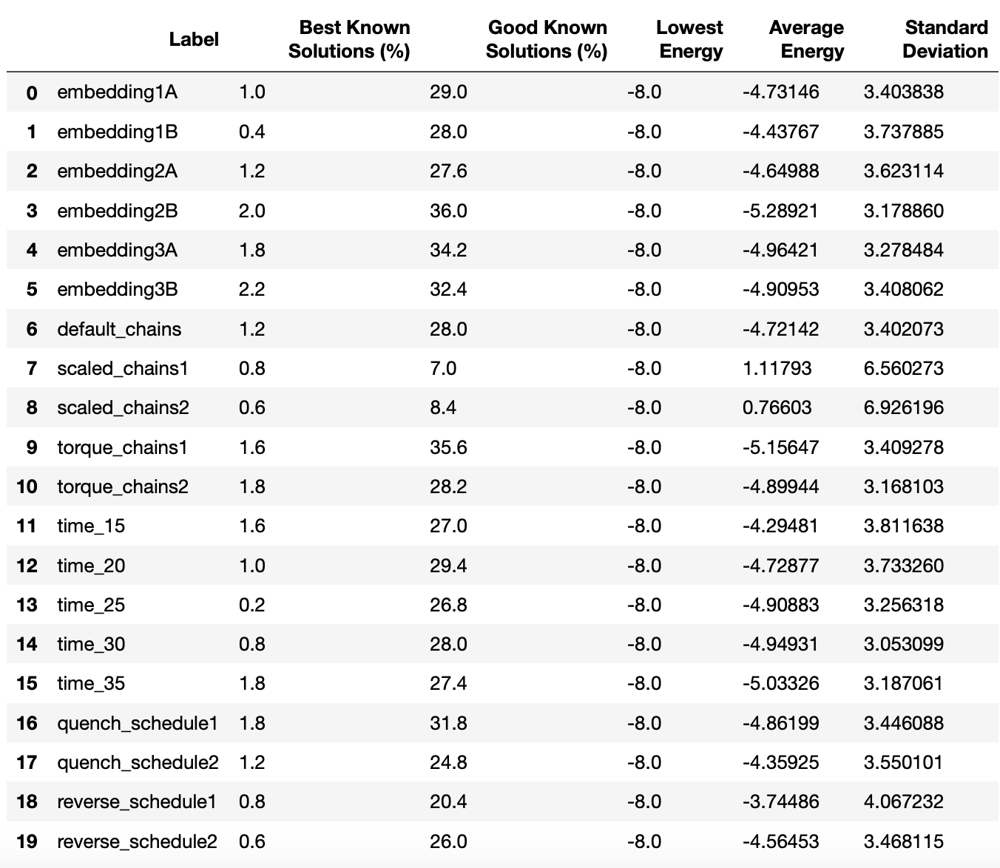 Label Best Known Solutions (%) Good Known Solutions (%) Lowest Energy Average Energy Standard Deviation
0 embedding1A 1.0 29.0 -8.0 -4.73146 3.403838
1 embedding1B 0.4 28.0 -8.0 -4.43767 3.737885
2 embedding2A 1.2 27.6 -8.0 -4.64988 3.623114
3 embedding2B 2.0 36.0 -8.0 -5.28921 3.178860
4 embedding3A 1.8 34.2 -8.0 -4.96421 3.278484
5 embedding3B 2.2 32.4 -8.0 -4.90953 3.408062
6 default_chains 1.2 28.0 -8.0 -4.72142 3.402073
7 scaled_chains1 0.8 7.0 -8.0 1.11793 6.560273
8 scaled_chains2 0.6 8.4 -8.0 0.76603 6.926196
9 torque_chains1 1.6 35.6 -8.0 -5.15647 3.409278
10 torque_chains2 1.8 28.2 -8.0 -4.89944 3.168103
11 time_15 1.6 27.0 -8.0 -4.29481 3.811638
12 time_20 1.0 29.4 -8.0 -4.72877 3.733260
13 time_25 0.2 26.8 -8.0 -4.90883 3.256318
14 time_30 0.8 28.0 -8.0 -4.94931 3.053099
15 time_35 1.8 27.4 -8.0 -5.03326 3.187061
16 quench_schedule1 1.8 31.8 -8.0 -4.86199 3.446088
17 quench_schedule2 1.2 24.8 -8.0 -4.35925 3.550101
18 reverse_schedule1 0.8 20.4 -8.0 -3.74486 4.067232
19 reverse_schedule2 0.6 26.0 -8.0 -4.56453 3.468115